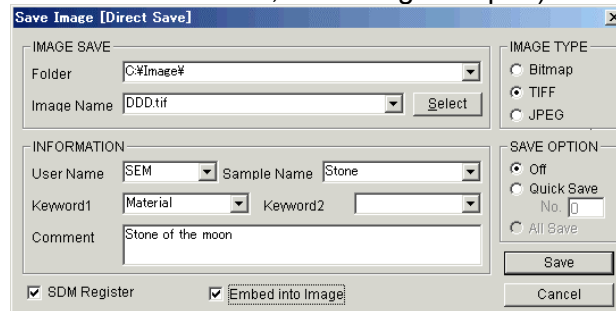 Save Image [Direct Save]
IMAGE SAVE
Folder C:¥Image¥
Image Name DDD.tif Select
IMAGE TYPE
Bitmap
TIFF
JPEG
INFORMATION
User Name SEM Sample Name Stone
Keyword1 Material Keyword2
Comment Stone of the moon
SAVE OPTION
Off
Quick Save
No. 0
All Save
SDM Register Embed into Image
Save
Cancel